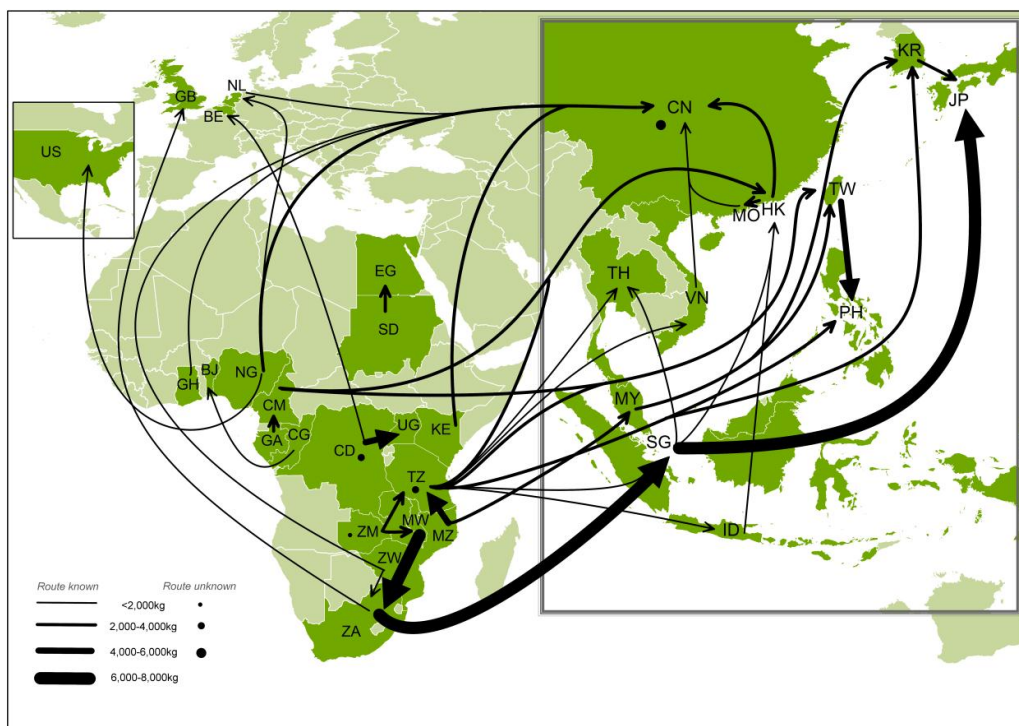 KR
NL
GB
BE
CN
JP
US
TW
MO
HK
EG
TH
VN
SD
PH
GH
BJ
NG
MY
CM
GA
CG
UG
KE
CD
SG
TZ
MW
ZM
MZ
ID
ZW
Route known
Route unknown
<2,000kg
2,000-4,000kg
ZA
4,000-6,000kg
6,000-8,000kg